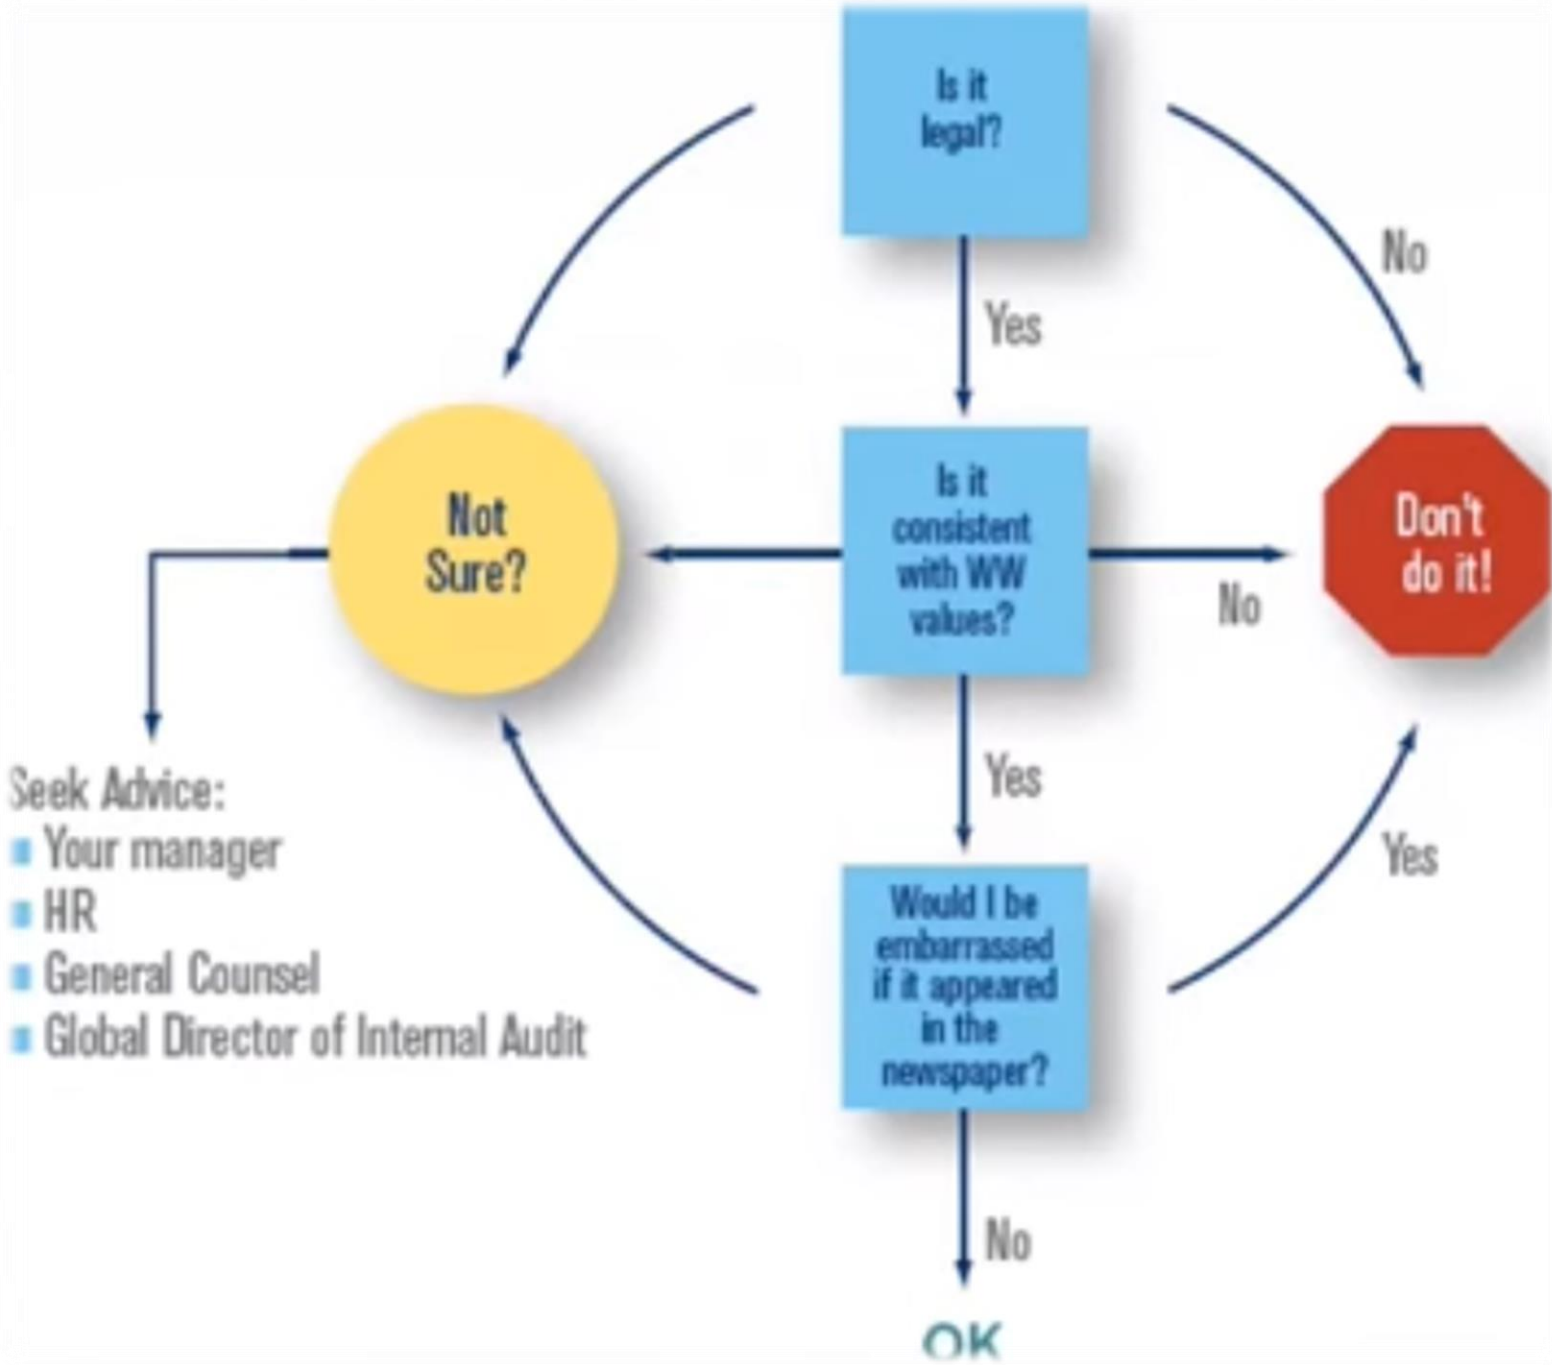 Is it
legal?
No
Yes
Not
Sure?
Is it
consistent
with WW
values?
No
Don't
do it!
Seek Advice:
Your manager
HR
General Counsel
Global Director of Internal Audit
Yes
Yes
Would I be
embarrassed
if it appeared
in the
newspaper?
No
OK